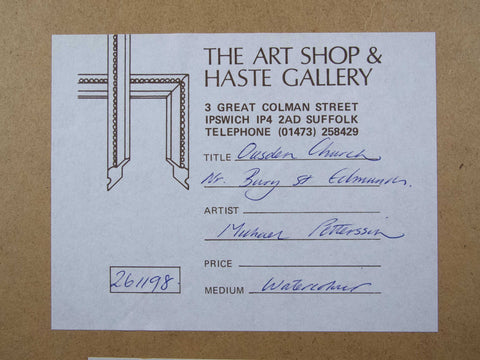 THE ART SHOP &
HASTE GALLERY
3 GREAT COLMAN STREET
IPSWICH IP4 2AD SUFFOLK
TELEPHONE (01473) 258429
TITLE Ousden Church
Nr. Bury St Edmunds.
ARTIST
Michael Pettersson
PRICE
261198.
MEDIUM Watercolour